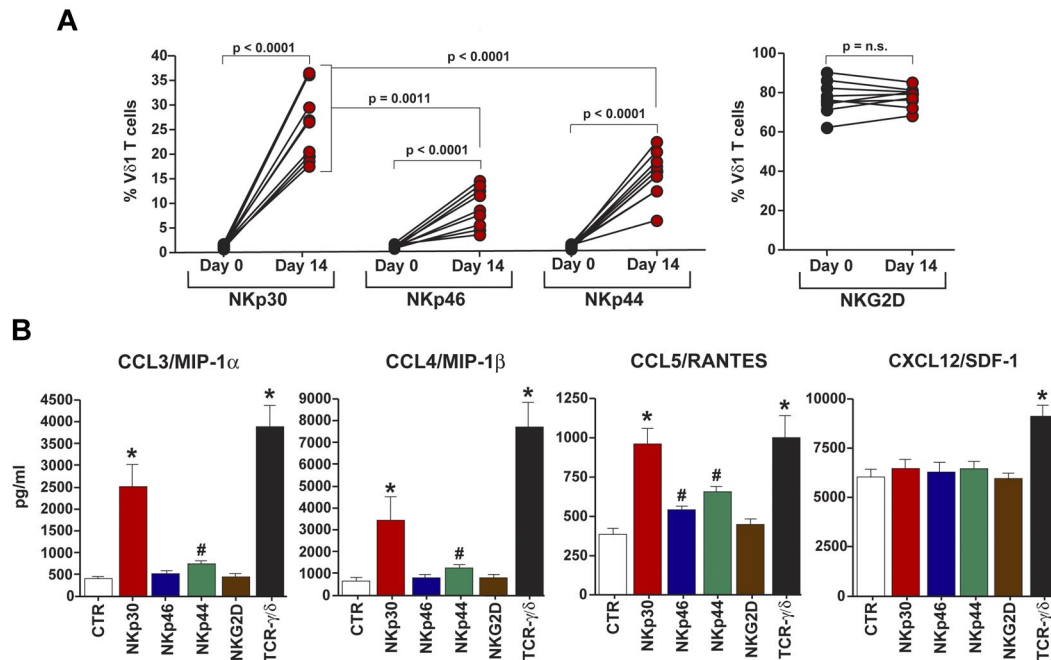 A
p < 0.0001
p < 0.0001
p = 0.0011
p < 0.0001
p < 0.0001
% Vδ1 T cells
40
35
30
25
20
15
10
5
0
Day 0 Day 14 Day 0 Day 14 Day 0 Day 14
NKp30 NKp46 NKp44
p = n.s.
% Vδ1 T cells
100
80
60
40
20
0
Day 0 Day 14
NKG2D
B
CCL3/MIP-1α
pg/ml
4500
4000
3500
3000
2500
2000
1500
1000
500
0
* # *
CTR NKp30 NKp46 NKp44 NKG2D TCR-γ/δ
CCL4/MIP-1β
9000
8000
7000
6000
5000
4000
3000
2000
1000
0
* # *
CTR NKp30 NKp46 NKp44 NKG2D TCR-γ/δ
CCL5/RANTES
1250
1000
750
500
250
0
* # # *
CTR NKp30 NKp46 NKp44 NKG2D TCR-γ/δ
CXCL12/SDF-1
10000
7500
5000
2500
0
*
CTR NKp30 NKp46 NKp44 NKG2D TCR-γ/δ